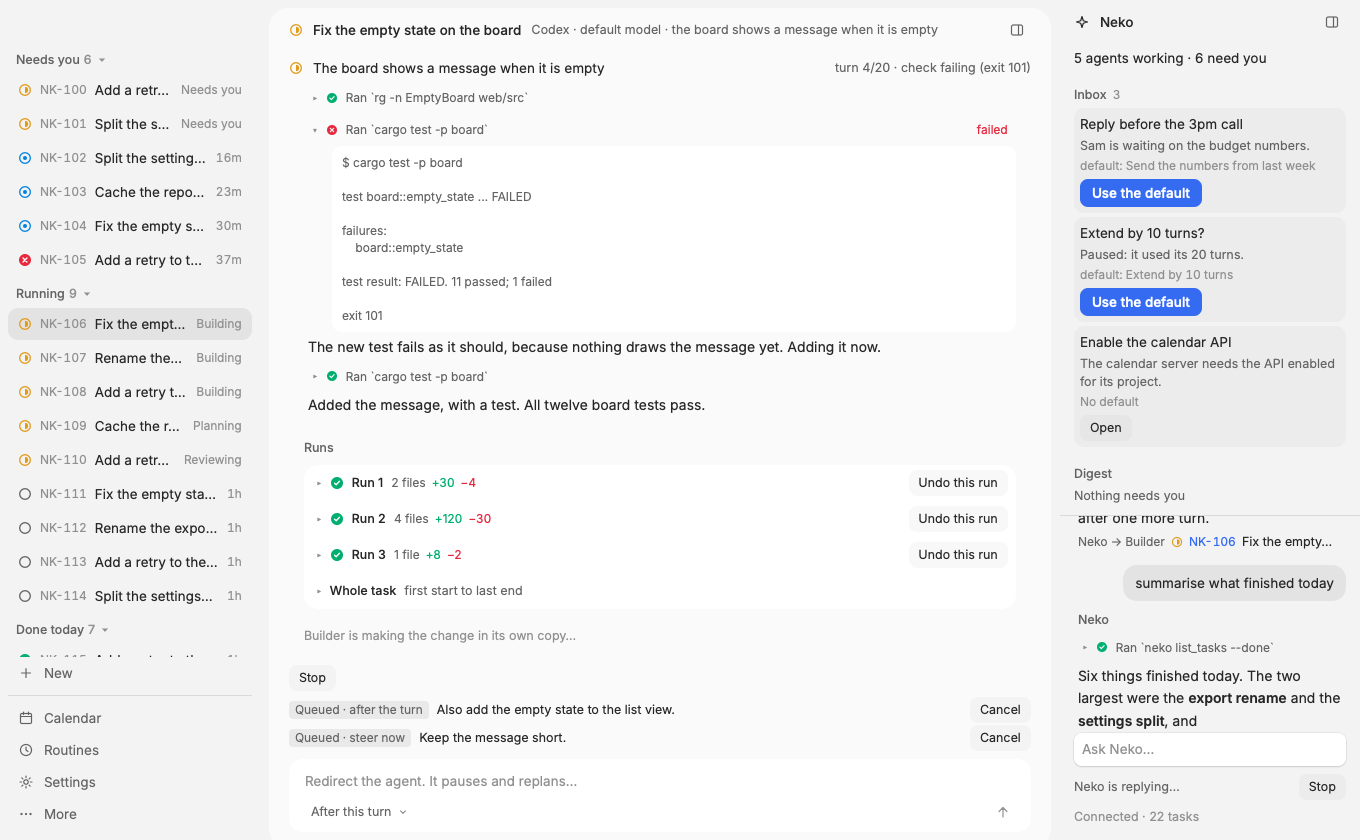 Needs you 6
NK-100 Add a retr... Needs you
NK-101 Split the s... Needs you
NK-102 Split the setting... 16m
NK-103 Cache the repo... 23m
NK-104 Fix the empty s... 30m
NK-105 Add a retry to t... 37m
Running 9
NK-106 Fix the empt... Building
NK-107 Rename the... Building
NK-108 Add a retry t... Building
NK-109 Cache the r... Planning
NK-110 Add a retr... Reviewing
NK-111 Fix the empty sta... 1h
NK-112 Rename the expo... 1h
NK-113 Add a retry to the... 1h
NK-114 Split the settings... 1h
Done today 7
New
Calendar
Routines
Settings
More
Fix the empty state on the board Codex · default model · the board shows a message when it is empty
The board shows a message when it is empty turn 4/20 · check failing (exit 101)
Ran `rg -n EmptyBoard web/src`
Ran `cargo test -p board` failed
$ cargo test -p board
test board::empty_state ... FAILED
failures:
board::empty_state
test result: FAILED. 11 passed; 1 failed
exit 101
The new test fails as it should, because nothing draws the message yet. Adding it now.
Ran `cargo test -p board`
Added the message, with a test. All twelve board tests pass.
Runs
Run 1 2 files +30 −4 Undo this run
Run 2 4 files +120 −30 Undo this run
Run 3 1 file +8 −2 Undo this run
Whole task first start to last end
Builder is making the change in its own copy...
Stop
Queued · after the turn Also add the empty state to the list view. Cancel
Queued · steer now Keep the message short. Cancel
Redirect the agent. It pauses and replans...
After this turn
Neko
5 agents working · 6 need you
Inbox 3
Reply before the 3pm call
Sam is waiting on the budget numbers.
default: Send the numbers from last week
Use the default
Extend by 10 turns?
Paused: it used its 20 turns.
default: Extend by 10 turns
Use the default
Enable the calendar API
The calendar server needs the API enabled
for its project.
No default
Open
Digest
Nothing needs you
after one more turn.
Neko → Builder NK-106 Fix the empty...
summarise what finished today
Neko
Ran `neko list_tasks --done`
Six things finished today. The two
largest were the export rename and the
settings split, and
Ask Neko...
Neko is replying... Stop
Connected · 22 tasks